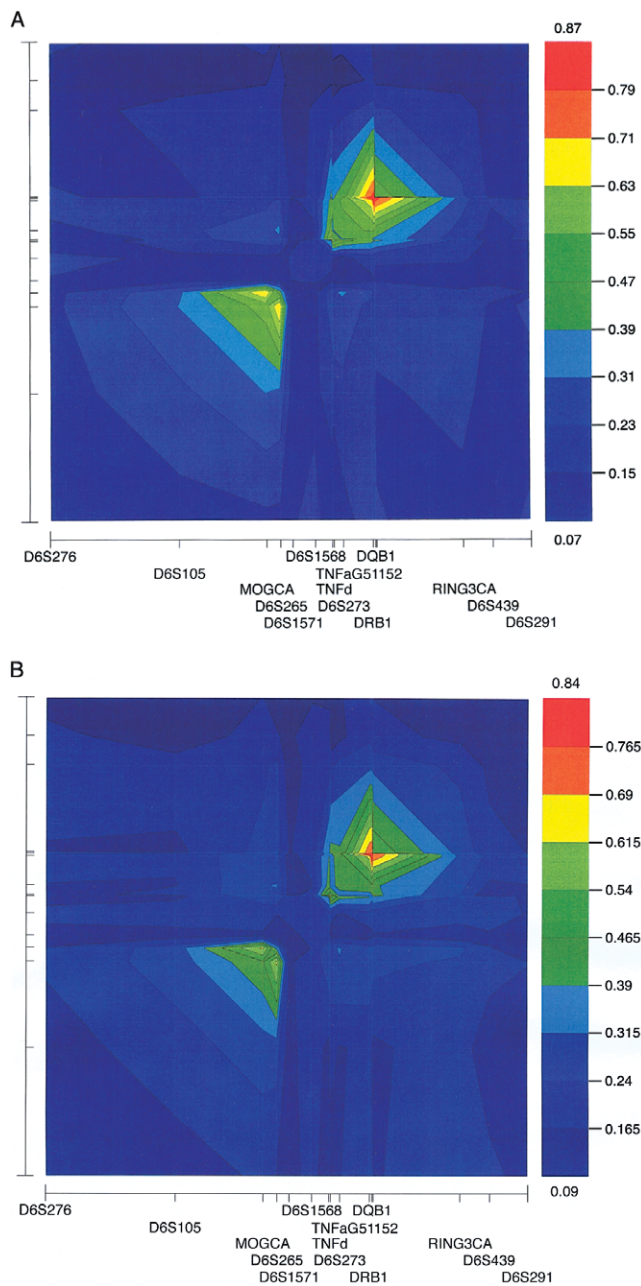 A
0.87
0.79
0.71
0.63
0.55
0.47
0.39
0.31
0.23
0.15
0.07
D6S276 D6S1568 DQB1
D6S105 TNFaG51152
MOGCA TNFd RING3CA
D6S265 D6S273 D6S439
D6S1571 DRB1 D6S291
B
0.84
0.765
0.69
0.615
0.54
0.465
0.39
0.315
0.24
0.165
0.09
D6S276 D6S1568 DQB1
D6S105 TNFaG51152
MOGCA TNFd RING3CA
D6S265 D6S273 D6S439
D6S1571 DRB1 D6S291